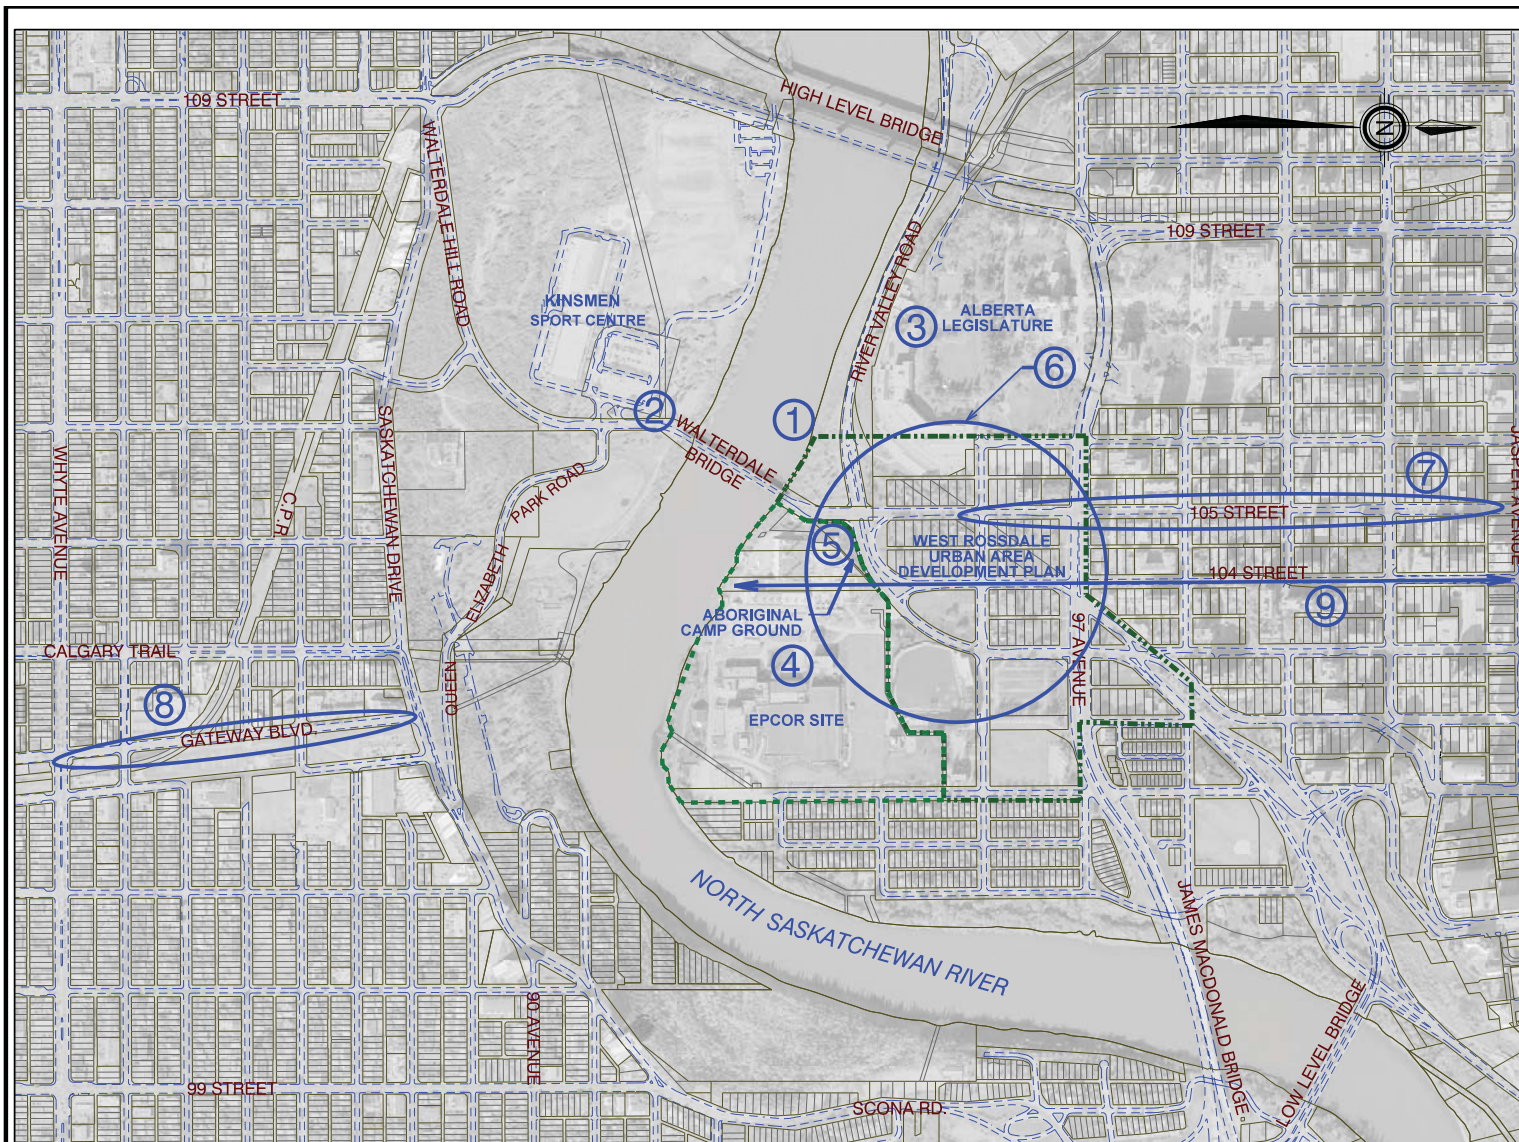 109 STREET
HIGH LEVEL BRIDGE
N
WALTERDALE HILL ROAD
109 STREET
RIVER VALLEY ROAD
KINSMEN
SPORT CENTRE
3
ALBERTA
LEGISLATURE
6
2
1
WALTERDALE
BRIDGE
SASKATCHEWAN DRIVE
WHYTE AVENUE
C.P.R.
PARK ROAD
ELIZABETH
QUEEN
7
JASPER AVENUE
105 STREET
5
WEST ROSSDALE
URBAN AREA
DEVELOPMENT PLAN
104 STREET
9
ABORIGINAL
CAMP GROUND
97 AVENUE
CALGARY TRAIL
4
8
EPCOR SITE
GATEWAY BLVD.
NORTH SASKATCHEWAN RIVER
JAMES MACDONALD BRIDGE
LOW LEVEL BRIDGE
90 AVENUE
99 STREET
SCONA RD.